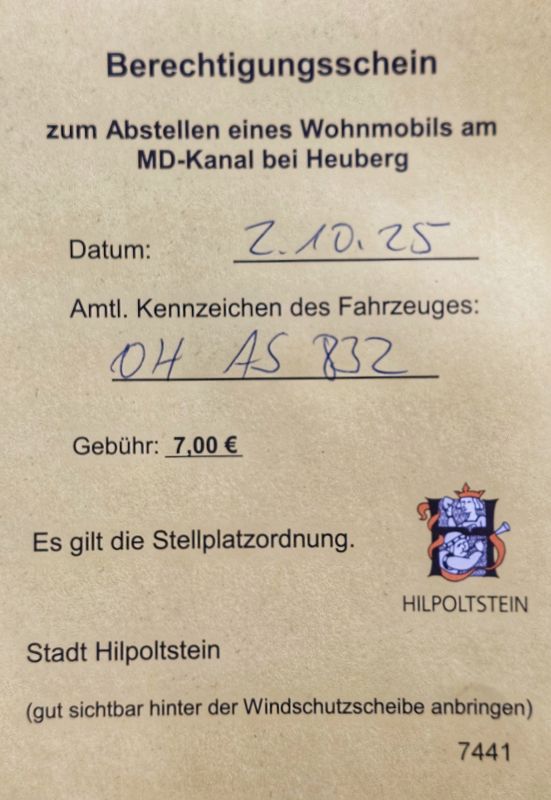 Berechtigungsschein
zum Abstellen eines Wohnmobils am
MD-Kanal bei Heuberg
Datum: 2.10.25
Amtl. Kennzeichen des Fahrzeuges:
OH AS 832
Gebühr: 7,00 €
Es gilt die Stellplatzordnung.
H
HILPOLTSTEIN
Stadt Hilpoltstein
(gut sichtbar hinter der Windschutzscheibe anbringen)
7441